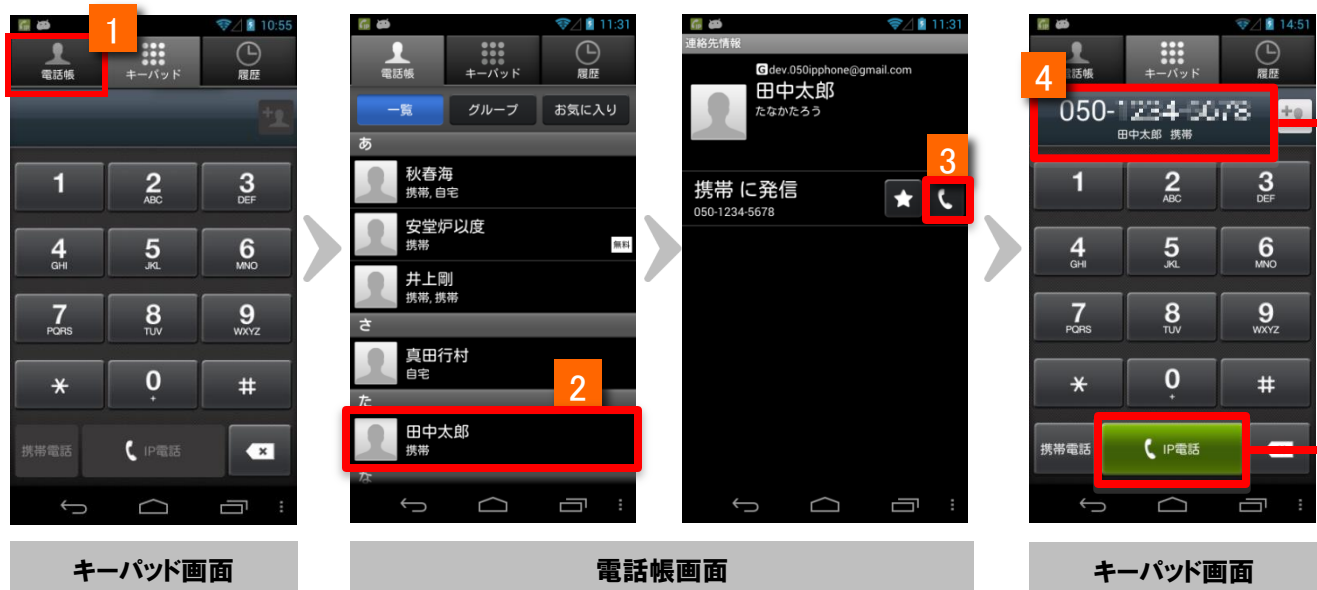 1
10:55
電話帳
キーパッド
履歴
1
2
ABC
3
DEF
4
GHI
5
JKL
6
MNO
7
PQRS
8
TUV
9
WXYZ
*
0
+
#
携帯電話
IP電話
キーパッド画面
11:31
電話帳
キーパッド
履歴
一覧
グループ
お気に入り
あ
秋春海
携帯, 自宅
安堂炉以度
携帯
無料
井上剛
携帯, 携帯
さ
真田行村
自宅
2
た
田中太郎
携帯
な
11:31
連絡先情報
G dev.050ipphone@gmail.com
田中太郎
たなかたろう
3
携帯 に発信
050-1234-5678
電話帳画面
14:51
4
話帳
キーパッド
履歴
050-1234-5678
田中太郎 携帯
1
2
ABC
3
DEF
4
GHI
5
JKL
6
MNO
7
PQRS
8
TUV
9
WXYZ
*
0
+
#
携帯電話
IP電話
キーパッド画面